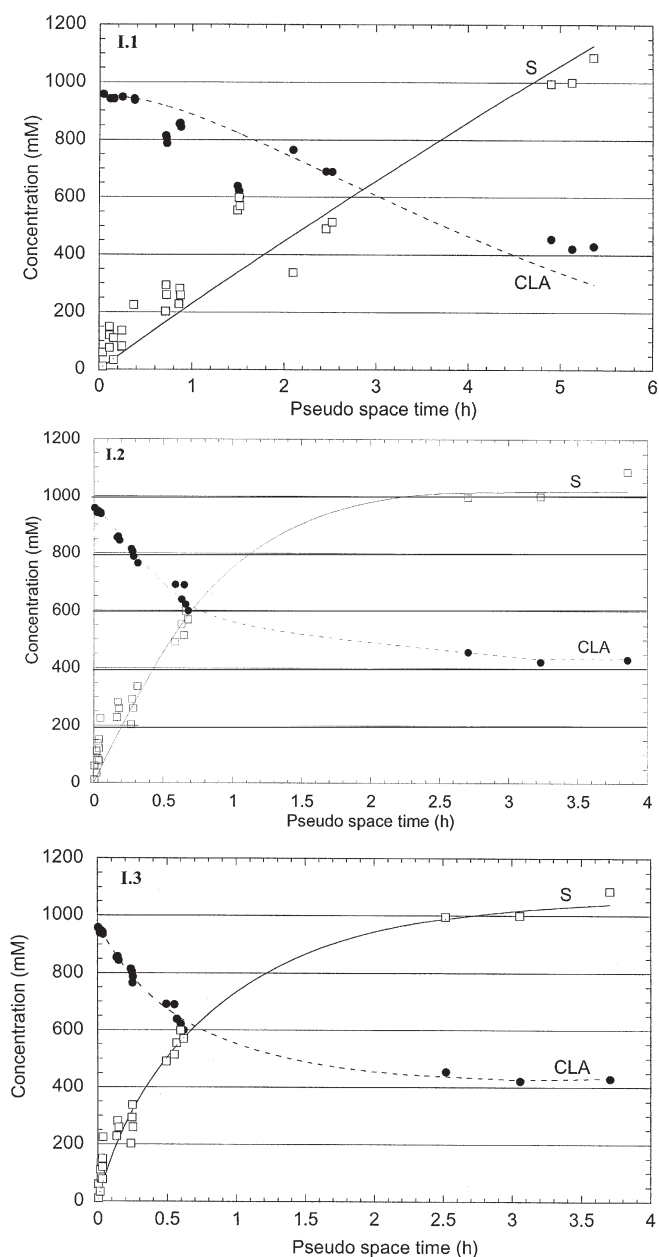 I.1
1200
1000
800
600
400
200
0
Concentration (mM)
S
CLA
0 1 2 3 4 5 6
Pseudo space time (h)
I.2
1200
1000
800
600
400
200
0
Concentration (mM)
S
CLA
0 0.5 1 1.5 2 2.5 3 3.5 4
Pseudo space time (h)
I.3
1200
1000
800
600
400
200
0
Concentration (mM)
S
CLA
0 0.5 1 1.5 2 2.5 3 3.5 4
Pseudo space time (h)